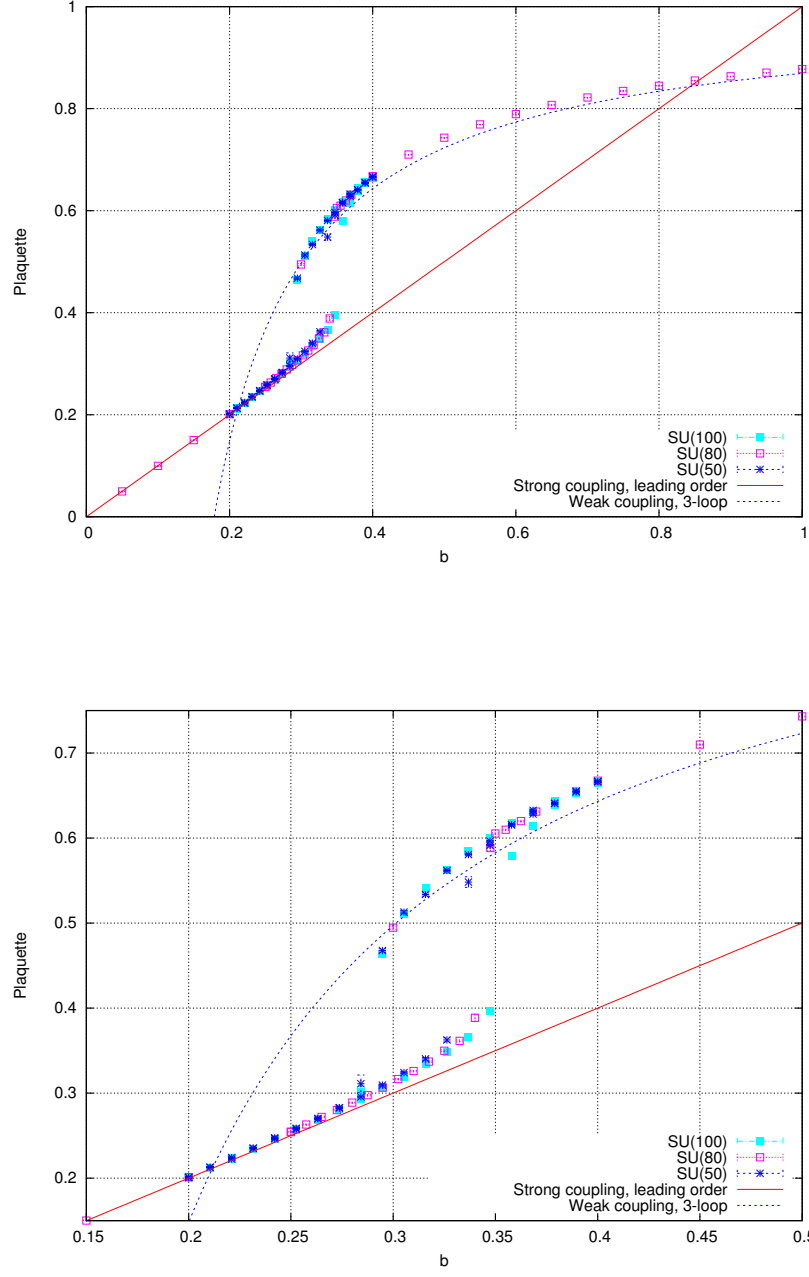 1
0.8
0.6
0.4
0.2
0
Plaquette
SU(100)
SU(80)
SU(50)
Strong coupling, leading order
Weak coupling, 3-loop
0 0.2 0.4 0.6 0.8 1
b
0.7
0.6
0.5
0.4
0.3
0.2
Plaquette
SU(100)
SU(80)
SU(50)
Strong coupling, leading order
Weak coupling, 3-loop
0.15 0.2 0.25 0.3 0.35 0.4 0.45 0.5
b